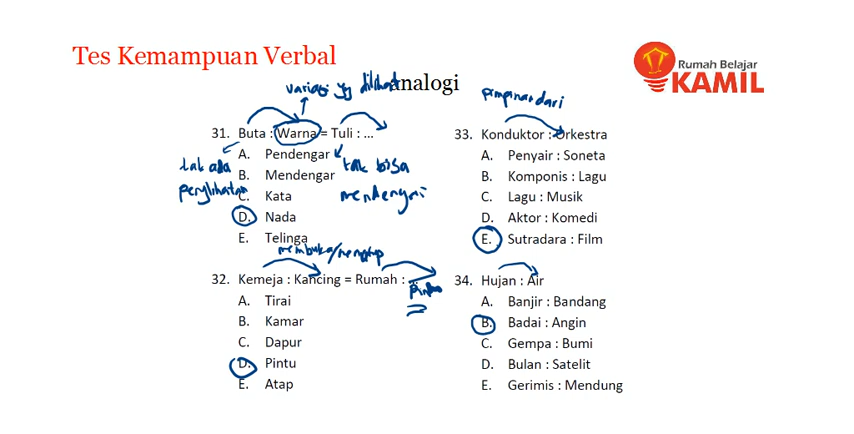 Tes Kemampuan Verbal
Rumah Belajar
KAMIL
variasi yg dilihat
Analogi
31. Buta : Warna = Tuli : ...
A. Pendengar
B. Mendengar
C. Kata
D. Nada
E. Telinga
tak ada
penglihatan
tak bisa
mendengar
membuka/menutup
32. Kemeja : Kancing = Rumah :
pintu
A. Tirai
B. Kamar
C. Dapur
D. Pintu
E. Atap
pimpinan dari
33. Konduktor : Orkestra
A. Penyair : Soneta
B. Komponis : Lagu
C. Lagu : Musik
D. Aktor : Komedi
E. Sutradara : Film
34. Hujan : Air
A. Banjir : Bandang
B. Badai : Angin
C. Gempa : Bumi
D. Bulan : Satelit
E. Gerimis : Mendung